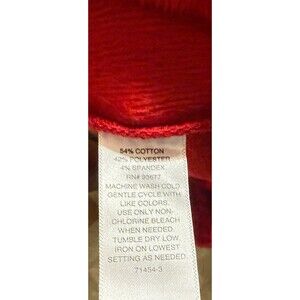 54% COTTON
42% POLYESTER
4% SPANDEX
RN# 93677
MACHINE WASH COLD
GENTLE CYCLE WITH
LIKE COLORS.
USE ONLY NON-
CHLORINE BLEACH
WHEN NEEDED.
TUMBLE DRY LOW.
IRON ON LOWEST
SETTING AS NEEDED.
71454-3